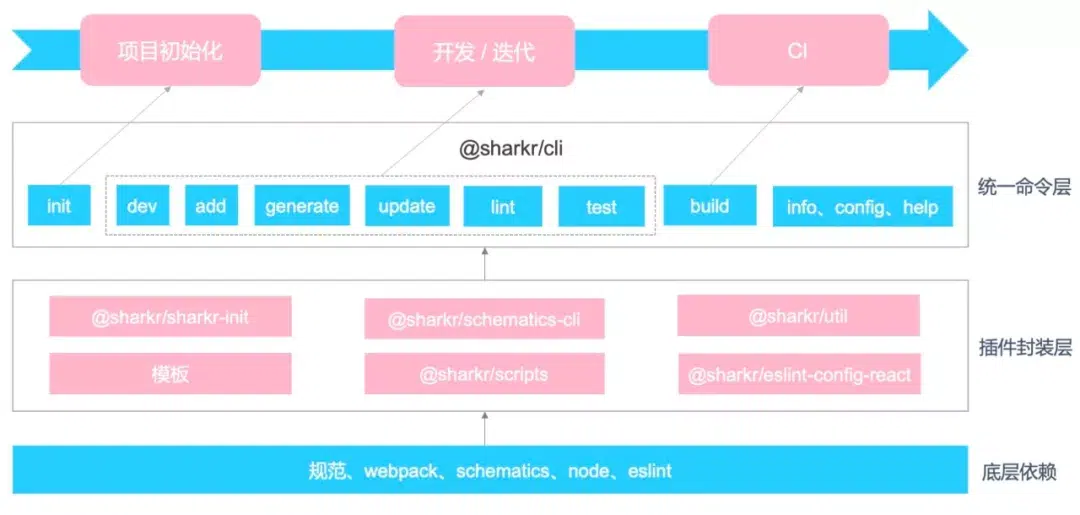 项目初始化
开发 / 迭代
CI
@sharkr/cli
统一命令层
init
dev
add
generate
update
lint
test
build
info、config、help
@sharkr/sharkr-init
@sharkr/schematics-cli
@sharkr/util
插件封装层
模板
@sharkr/scripts
@sharkr/eslint-config-react
规范、webpack、schematics、node、eslint
底层依赖